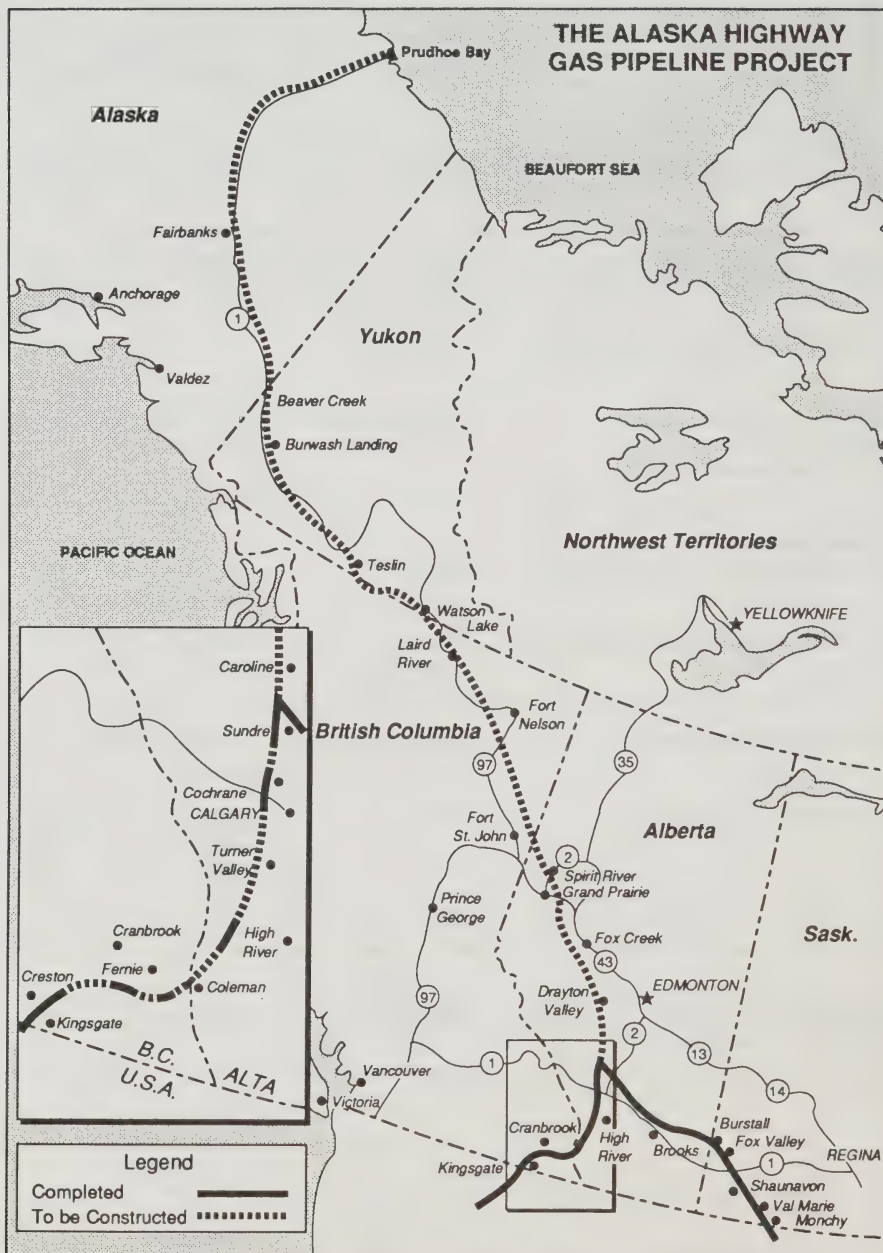 THE ALASKA HIGHWAY
GAS PIPELINE PROJECT
Prudhoe Bay
Alaska
BEAUFORT SEA
Fairbanks
Anchorage
1
Yukon
Valdez
Beaver Creek
Burwash Landing
PACIFIC OCEAN
Northwest Territories
Teslin
Watson
Lake
YELLOWKNIFE
Laird
River
Fort
Nelson
British Columbia
97
35
Fort
St. John
Alberta
2
Spirit River
Grand Prairie
Prince
George
Sask.
Fox Creek
43
EDMONTON
Drayton
Valley
97
2
13
1
14
Vancouver
Victoria
Cranbrook
High
River
Brooks
Burstall
Fox Valley
REGINA
1
Kingsgate
Shaunavon
Val Marie
Monchy
Caroline
Sundre
Cochrane
CALGARY
Turner
Valley
Cranbrook
High
River
Creston
Fernie
Coleman
Kingsgate
B.C.
ALTA
U.S.A.
Legend
Completed
To be Constructed